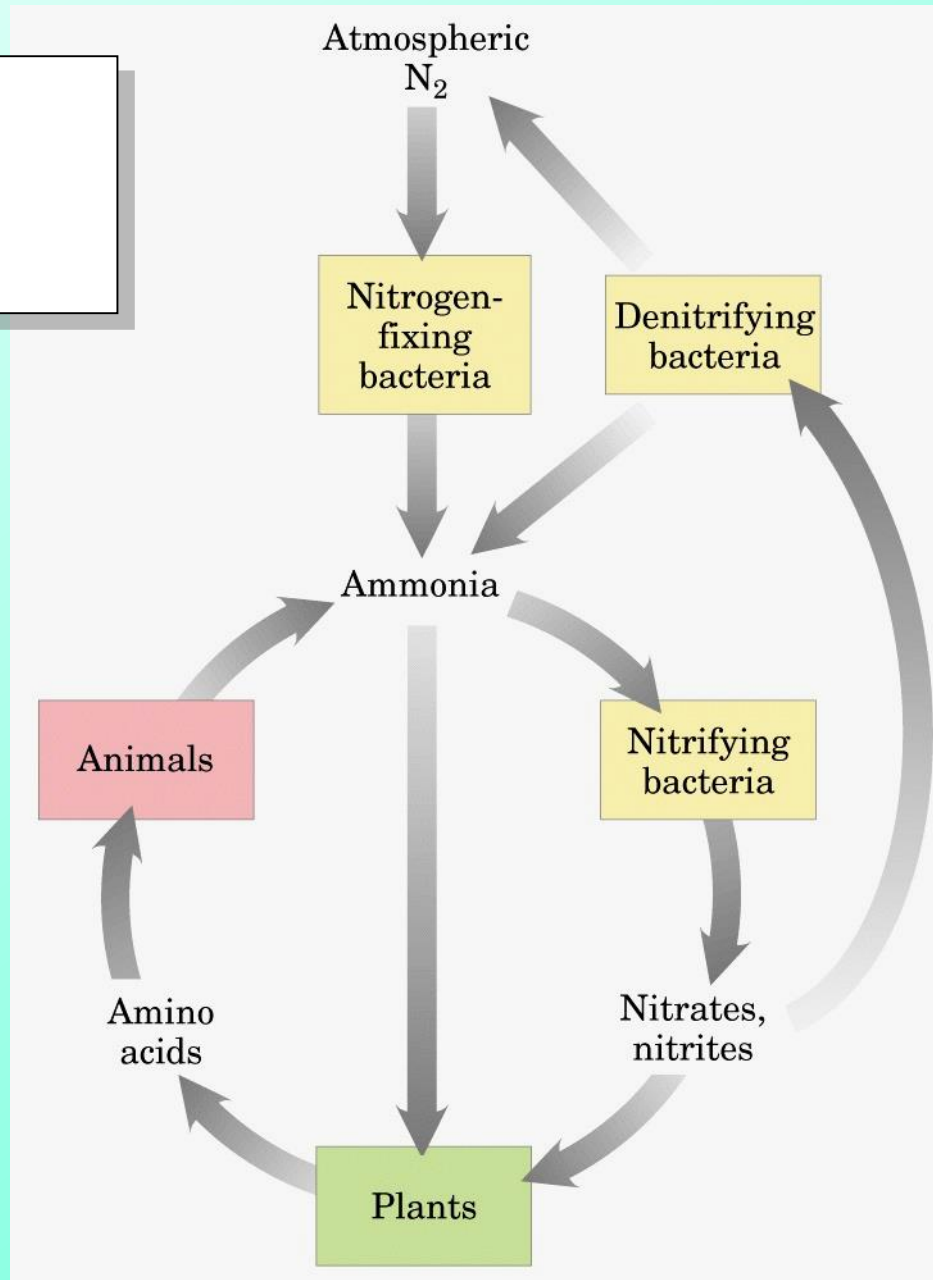 Atmospheric
N₂
Nitrogen-
fixing
bacteria
Denitrifying
bacteria
Ammonia
Animals
Nitrifying
bacteria
Amino
acids
Nitrates,
nitrites
Plants